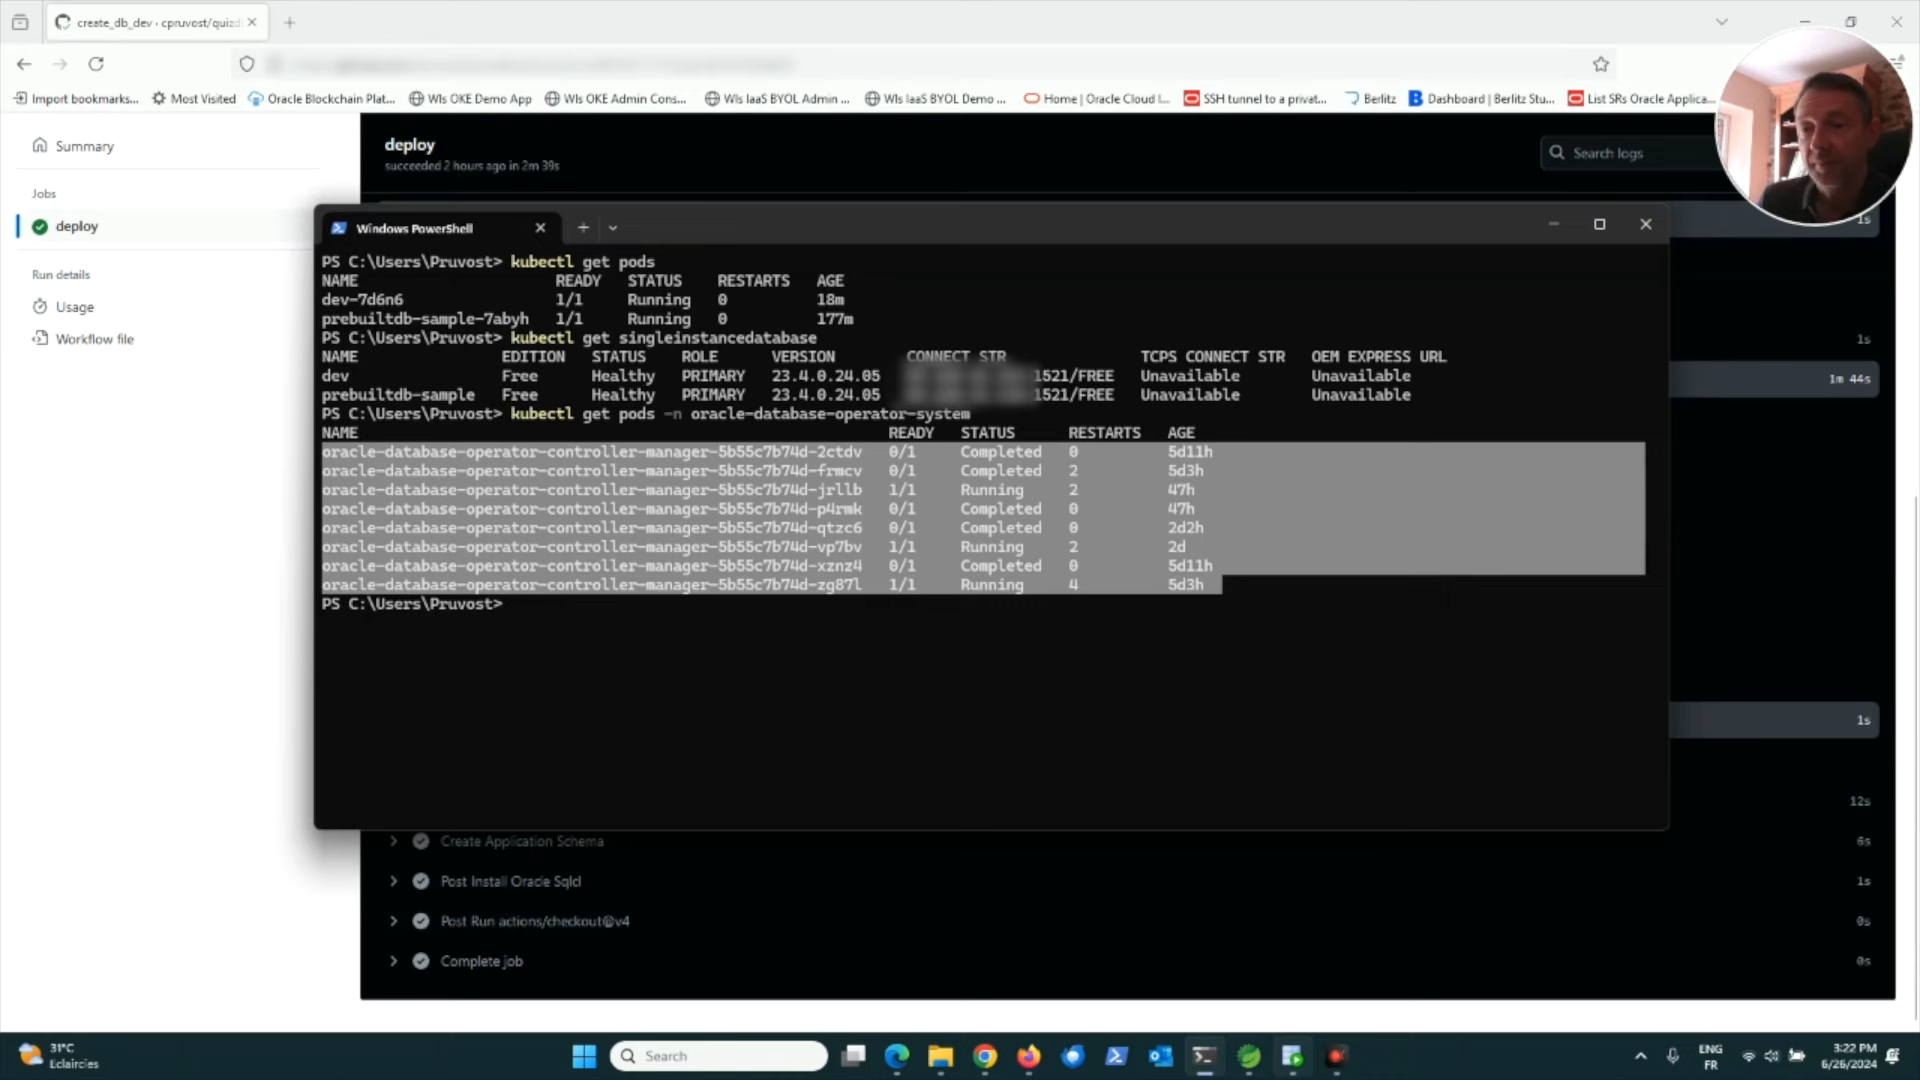 create_db_dev · cpruvost/quizd
Import bookmarks...
Most Visited
Oracle Blockchain Plat...
Wls OKE Demo App
Wls OKE Admin Cons...
Wls IaaS BYOL Admin ...
Wls IaaS BYOL Demo ...
Home | Oracle Cloud I...
SSH tunnel to a privat...
Berlitz
Dashboard | Berlitz Stu...
List SRs Oracle Applica...
Summary
Jobs
deploy
Run details
Usage
Workflow file
deploy
succeeded 2 hours ago in 2m 39s
Search logs
1s
1s
1m 44s
1s
12s
Windows PowerShell
PS C:\Users\Pruvost> kubectl get pods
NAME READY STATUS RESTARTS AGE
dev-7d6n6 1/1 Running 0 18m
prebuiltdb-sample-7abyh 1/1 Running 0 177m
PS C:\Users\Pruvost> kubectl get singleinstancedatabase
NAME EDITION STATUS ROLE VERSION CONNECT STR TCPS CONNECT STR OEM EXPRESS URL
dev Free Healthy PRIMARY 23.4.0.24.05 1521/FREE Unavailable Unavailable
prebuiltdb-sample Free Healthy PRIMARY 23.4.0.24.05 1521/FREE Unavailable Unavailable
PS C:\Users\Pruvost> kubectl get pods -n oracle-database-operator-system
NAME READY STATUS RESTARTS AGE
oracle-database-operator-controller-manager-5b55c7b74d-2ctdv 0/1 Completed 0 5d11h
oracle-database-operator-controller-manager-5b55c7b74d-frmcv 0/1 Completed 2 5d3h
oracle-database-operator-controller-manager-5b55c7b74d-jrllb 1/1 Running 2 47h
oracle-database-operator-controller-manager-5b55c7b74d-p4rmk 0/1 Completed 0 47h
oracle-database-operator-controller-manager-5b55c7b74d-qtzc6 0/1 Completed 0 2d2h
oracle-database-operator-controller-manager-5b55c7b74d-vp7bv 1/1 Running 2 2d
oracle-database-operator-controller-manager-5b55c7b74d-xznz4 0/1 Completed 0 5d11h
oracle-database-operator-controller-manager-5b55c7b74d-zg87l 1/1 Running 4 5d3h
PS C:\Users\Pruvost>
Create Application Schema 6s
Post Install Oracle Sqlcl 1s
Post Run actions/checkout@v4 0s
Complete job 0s
31°C
Eclaircies
Search
ENG
FR
3:22 PM
6/26/2024